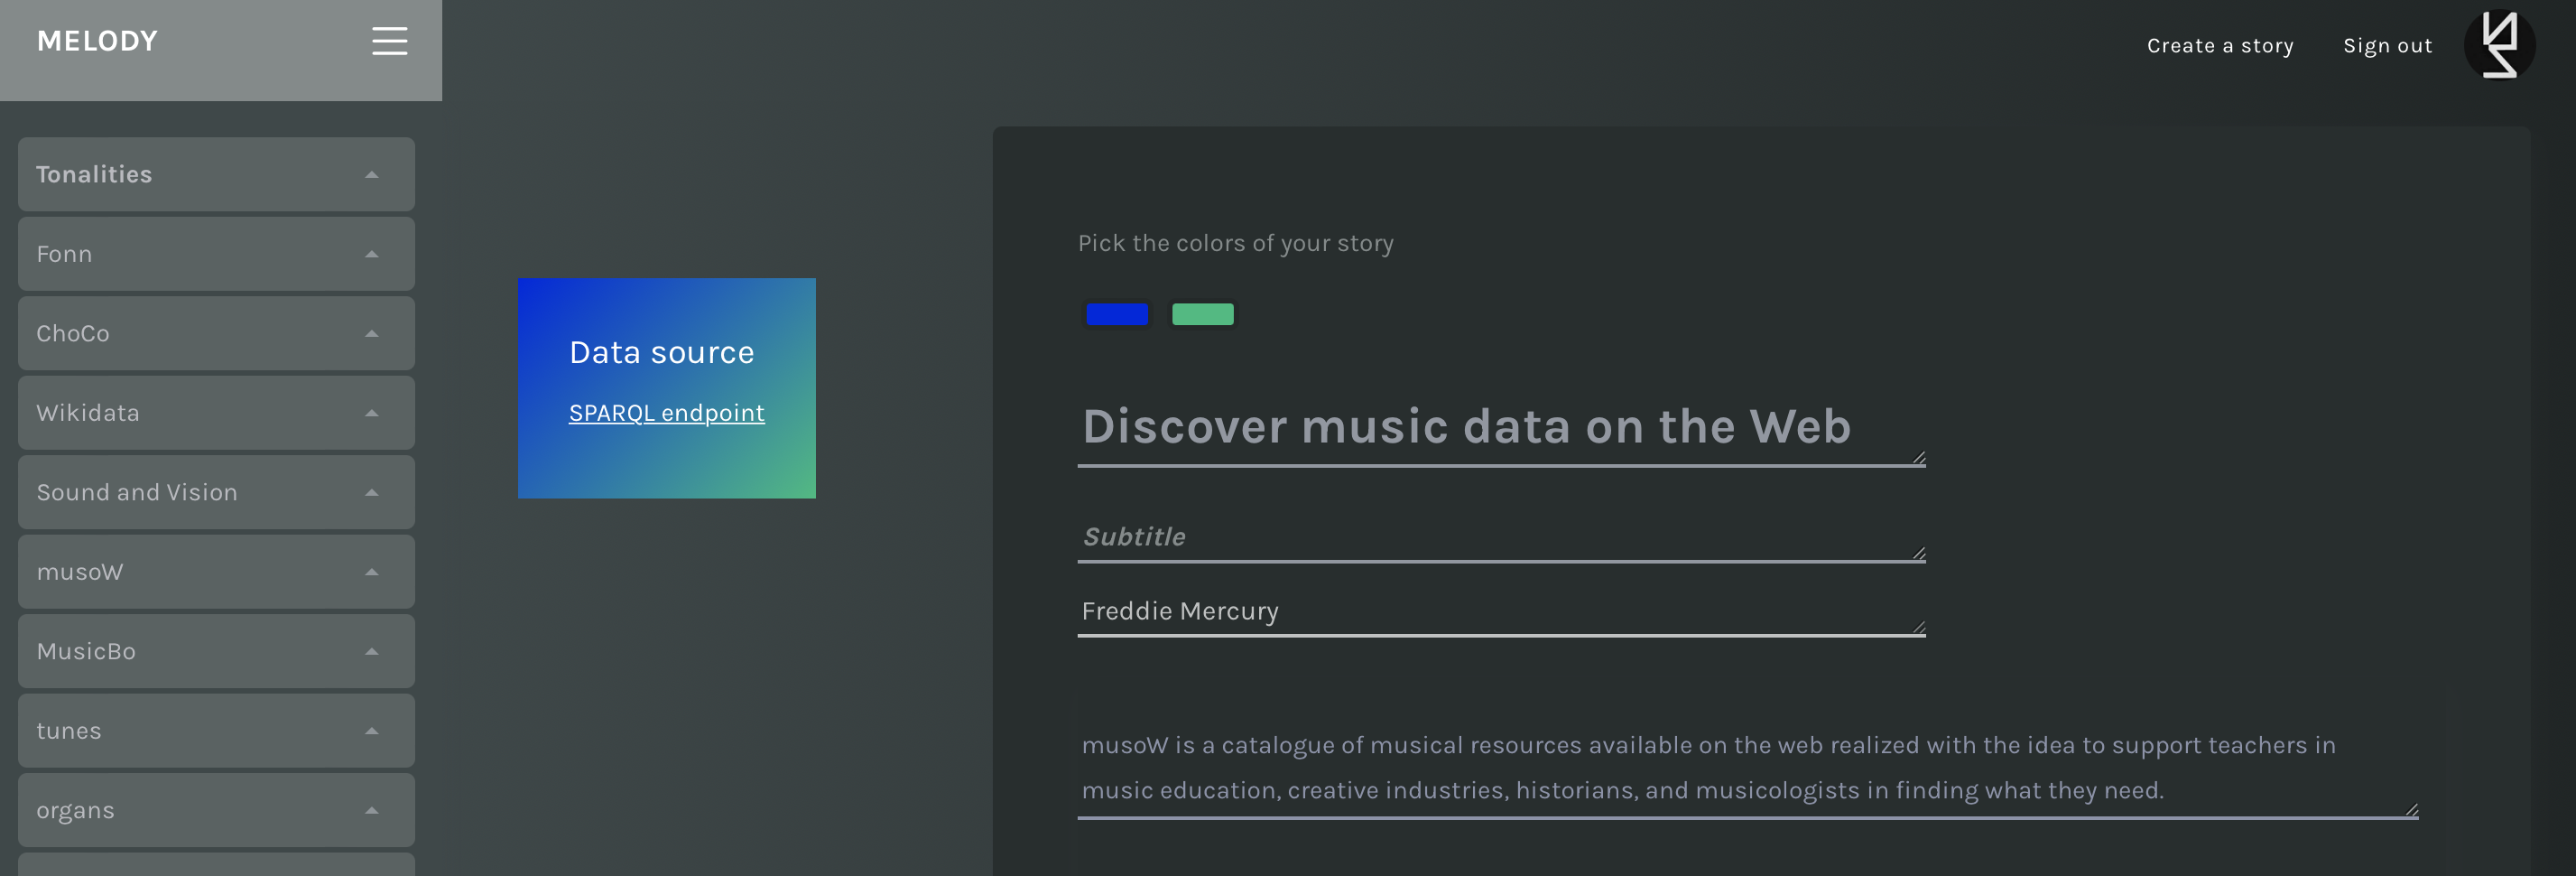 MELODY
Create a story
Sign out
Tonalities
Fonn
ChoCo
Wikidata
Sound and Vision
musoW
MusicBo
tunes
organs
Data source
SPARQL endpoint
Pick the colors of your story
Discover music data on the Web
Subtitle
Freddie Mercury
musoW is a catalogue of musical resources available on the web realized with the idea to support teachers in
music education, creative industries, historians, and musicologists in finding what they need.